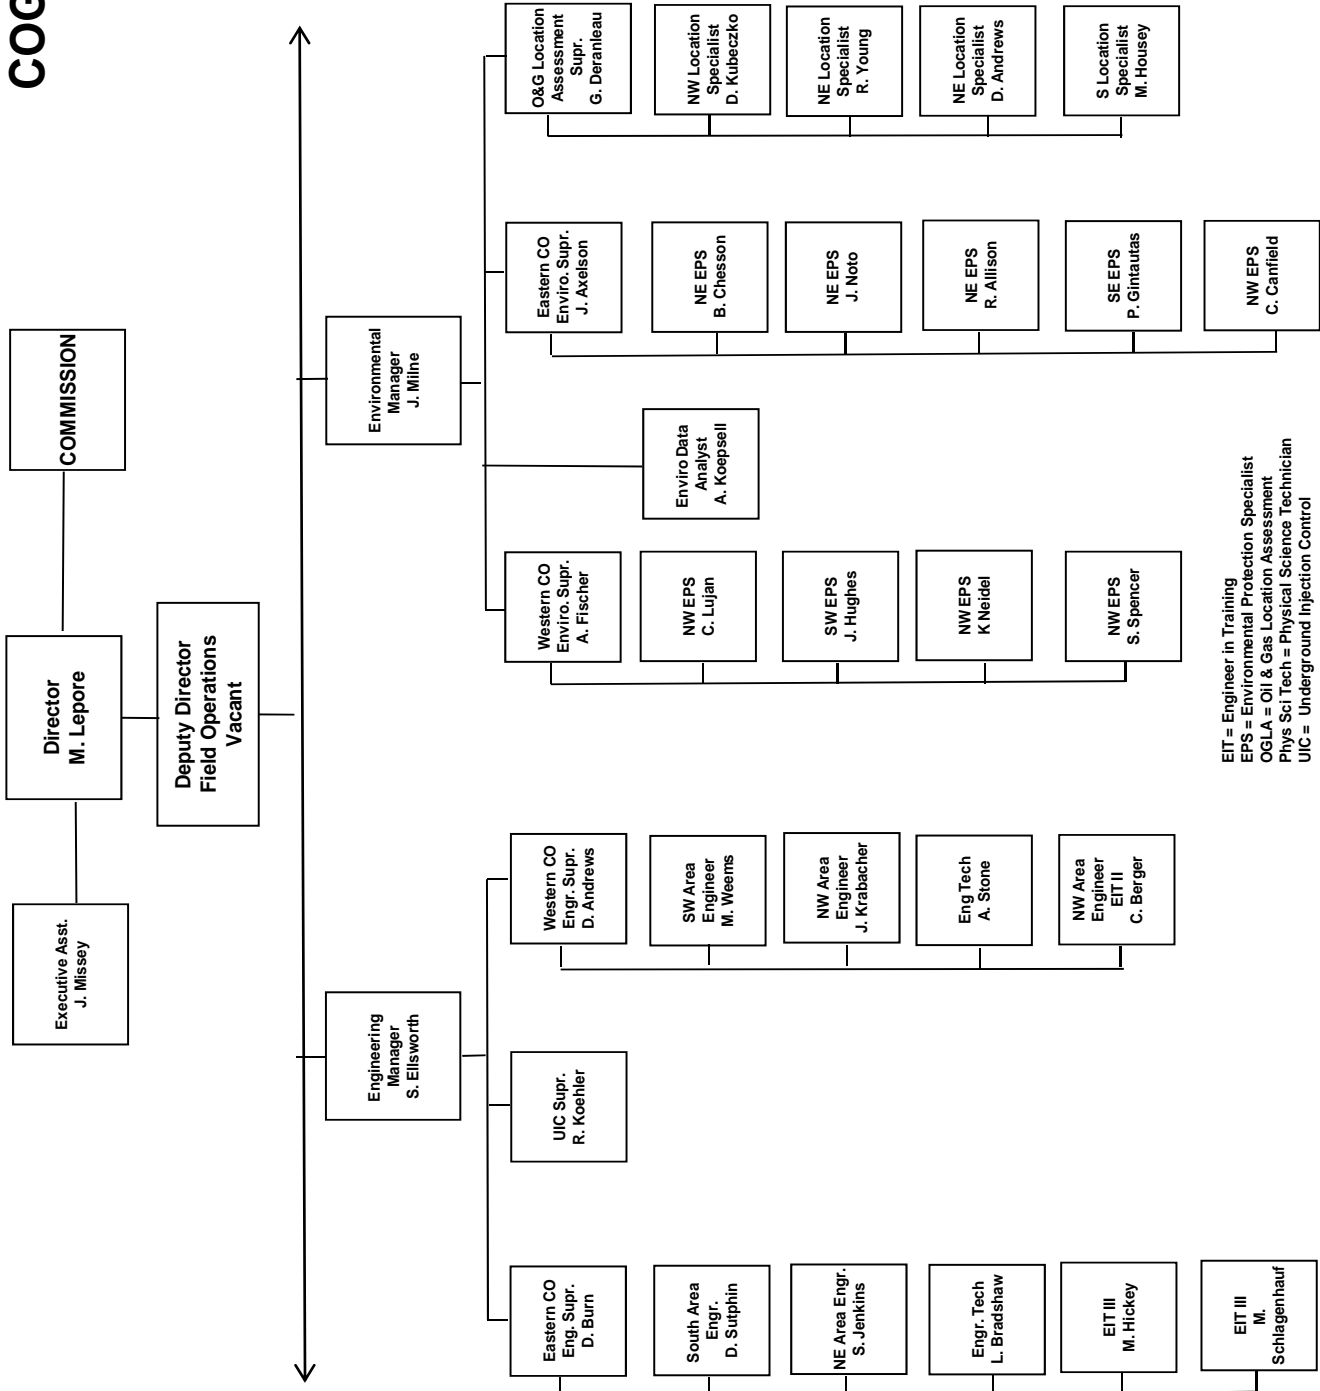 COG
COMMISSION
Director
M. Lepore
Executive Asst.
J. Missey
Deputy Director
Field Operations
Vacant
Engineering
Manager
S. Ellsworth
Environmental
Manager
J. Milne
Eastern CO
Eng. Supr.
D. Burn
South Area
Engr.
D. Sutphin
NE Area Engr.
S. Jenkins
Engr. Tech
L. Bradshaw
EIT III
M. Hickey
EIT III
M.
Schlagenhauf
UIC Supr.
R. Koehler
Western CO
Engr. Supr.
D. Andrews
SW Area
Engineer
M. Weems
NW Area
Engineer
J. Krabacher
Eng Tech
A. Stone
NW Area
Engineer
EIT II
C. Berger
Western CO
Enviro. Supr.
A. Fischer
NW EPS
C. Lujan
SW EPS
J. Hughes
NW EPS
K Neidel
NW EPS
S. Spencer
Enviro Data
Analyst
A. Koepsell
Eastern CO
Enviro. Supr.
J. Axelson
NE EPS
B. Chesson
NE EPS
J. Noto
NE EPS
R. Allison
SE EPS
P. Gintautas
NW EPS
C. Canfield
O&G Location
Assessment
Supr.
G. Deranleau
NW Location
Specialist
D. Kubeczko
NE Location
Specialist
R. Young
NE Location
Specialist
D. Andrews
S Location
Specialist
M. Housey
EIT = Engineer in Training
EPS = Environmental Protection Specialist
OGLA = Oil & Gas Location Assessment
Phys Sci Tech = Physical Science Technician
UIC = Underground Injection Control